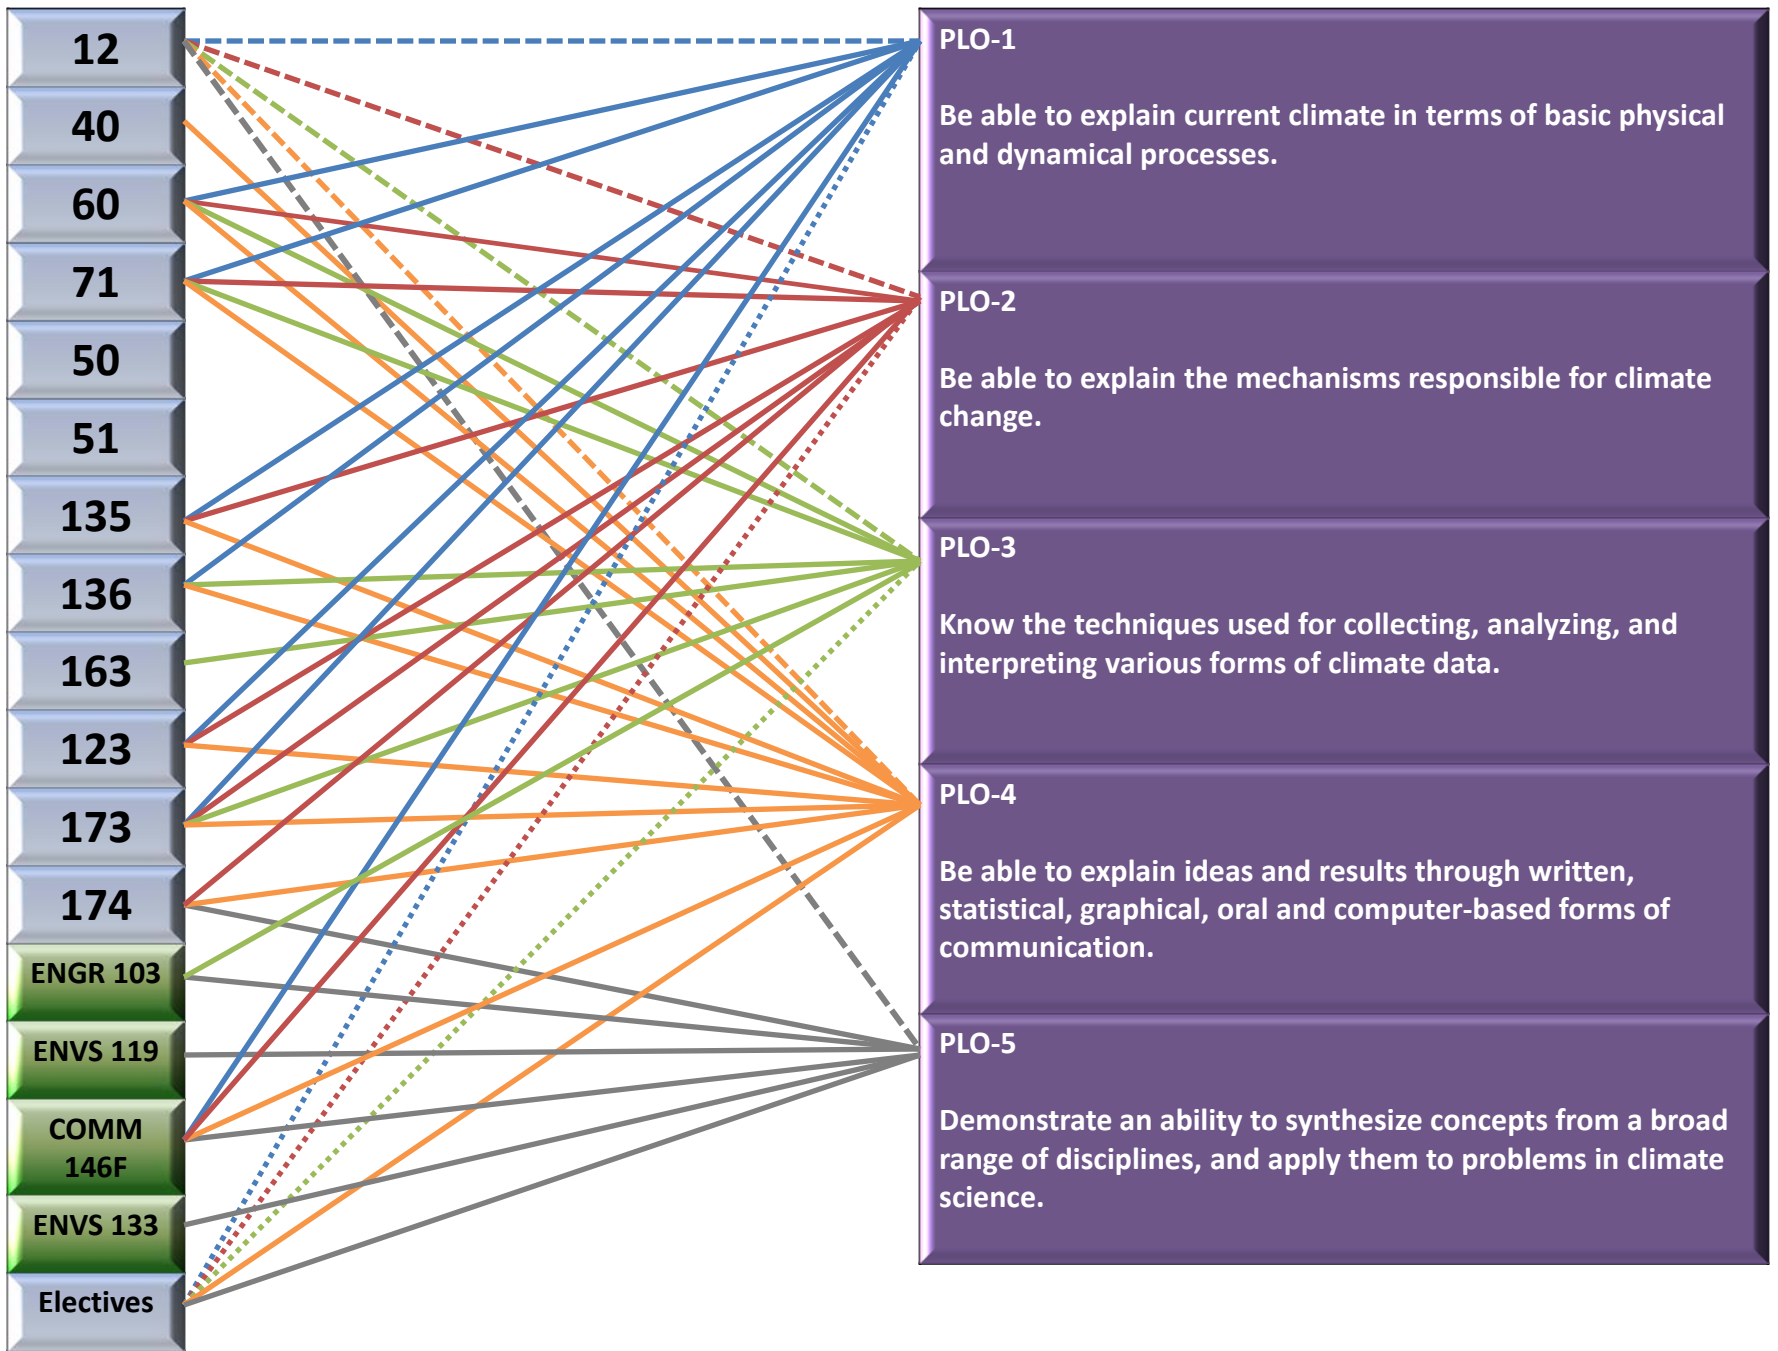 12
40
60
71
50
51
135
136
163
123
173
174
ENGR 103
ENVS 119
COMM
146F
ENVS 133
Electives
PLO-1
Be able to explain current climate in terms of basic physical
and dynamical processes.
PLO-2
Be able to explain the mechanisms responsible for climate
change.
PLO-3
Know the techniques used for collecting, analyzing, and
interpreting various forms of climate data.
PLO-4
Be able to explain ideas and results through written,
statistical, graphical, oral and computer-based forms of
communication.
PLO-5
Demonstrate an ability to synthesize concepts from a broad
range of disciplines, and apply them to problems in climate
science.